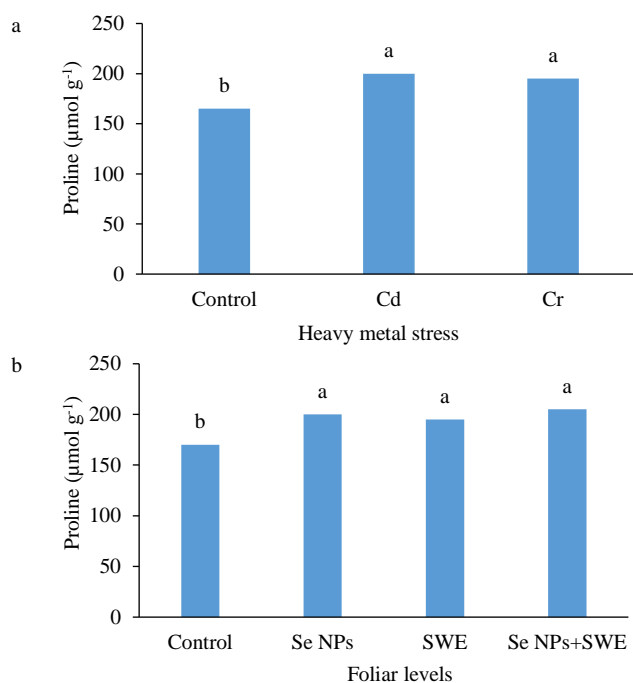 a
250
200
150
100
50
0
Proline (µmol g-1)
b
a
a
Control Cd Cr
Heavy metal stress
b
250
200
150
100
50
0
Proline (µmol g-1)
b
a
a
a
Control Se NPs SWE Se NPs+SWE
Foliar levels